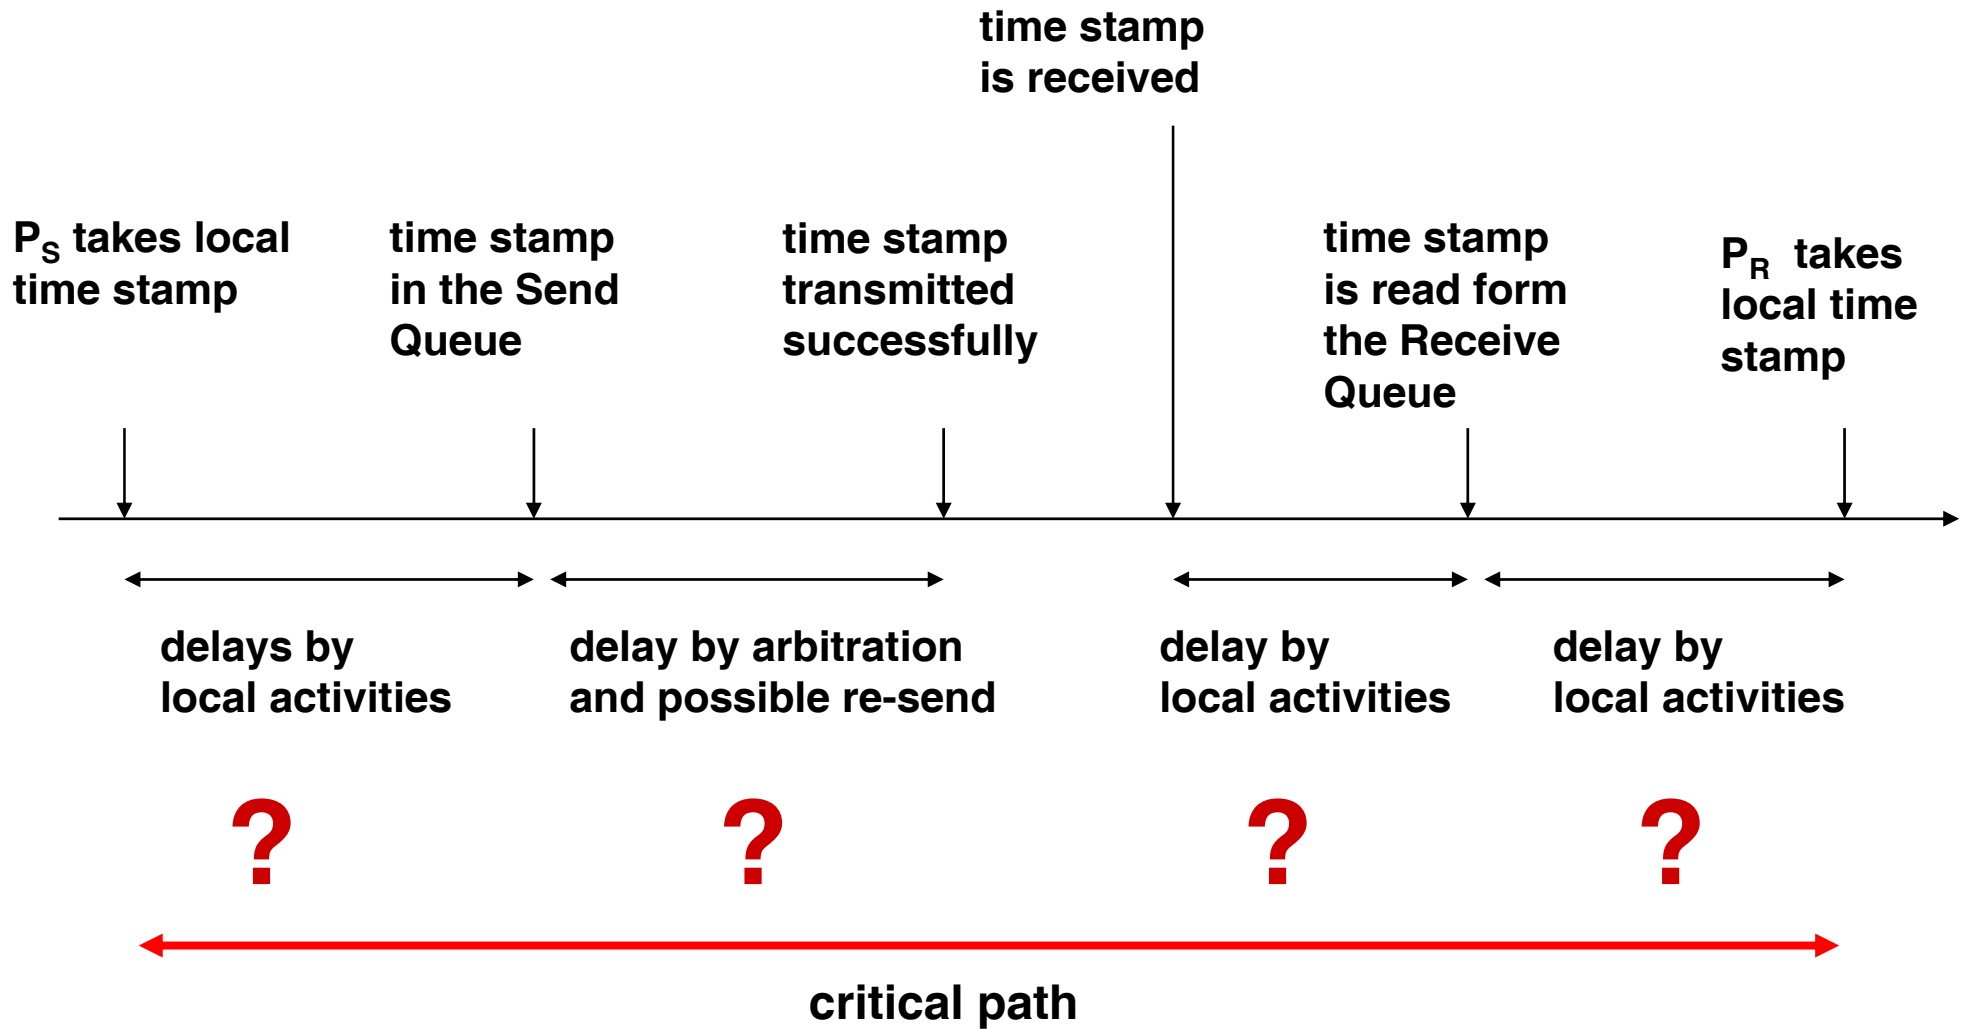 time stamp
is received
P_S takes local
time stamp
time stamp
in the Send
Queue
time stamp
transmitted
successfully
time stamp
is read form
the Receive
Queue
P_R takes
local time
stamp
delays by
local activities
delay by arbitration
and possible re-send
delay by
local activities
delay by
local activities
?
?
?
?
critical path